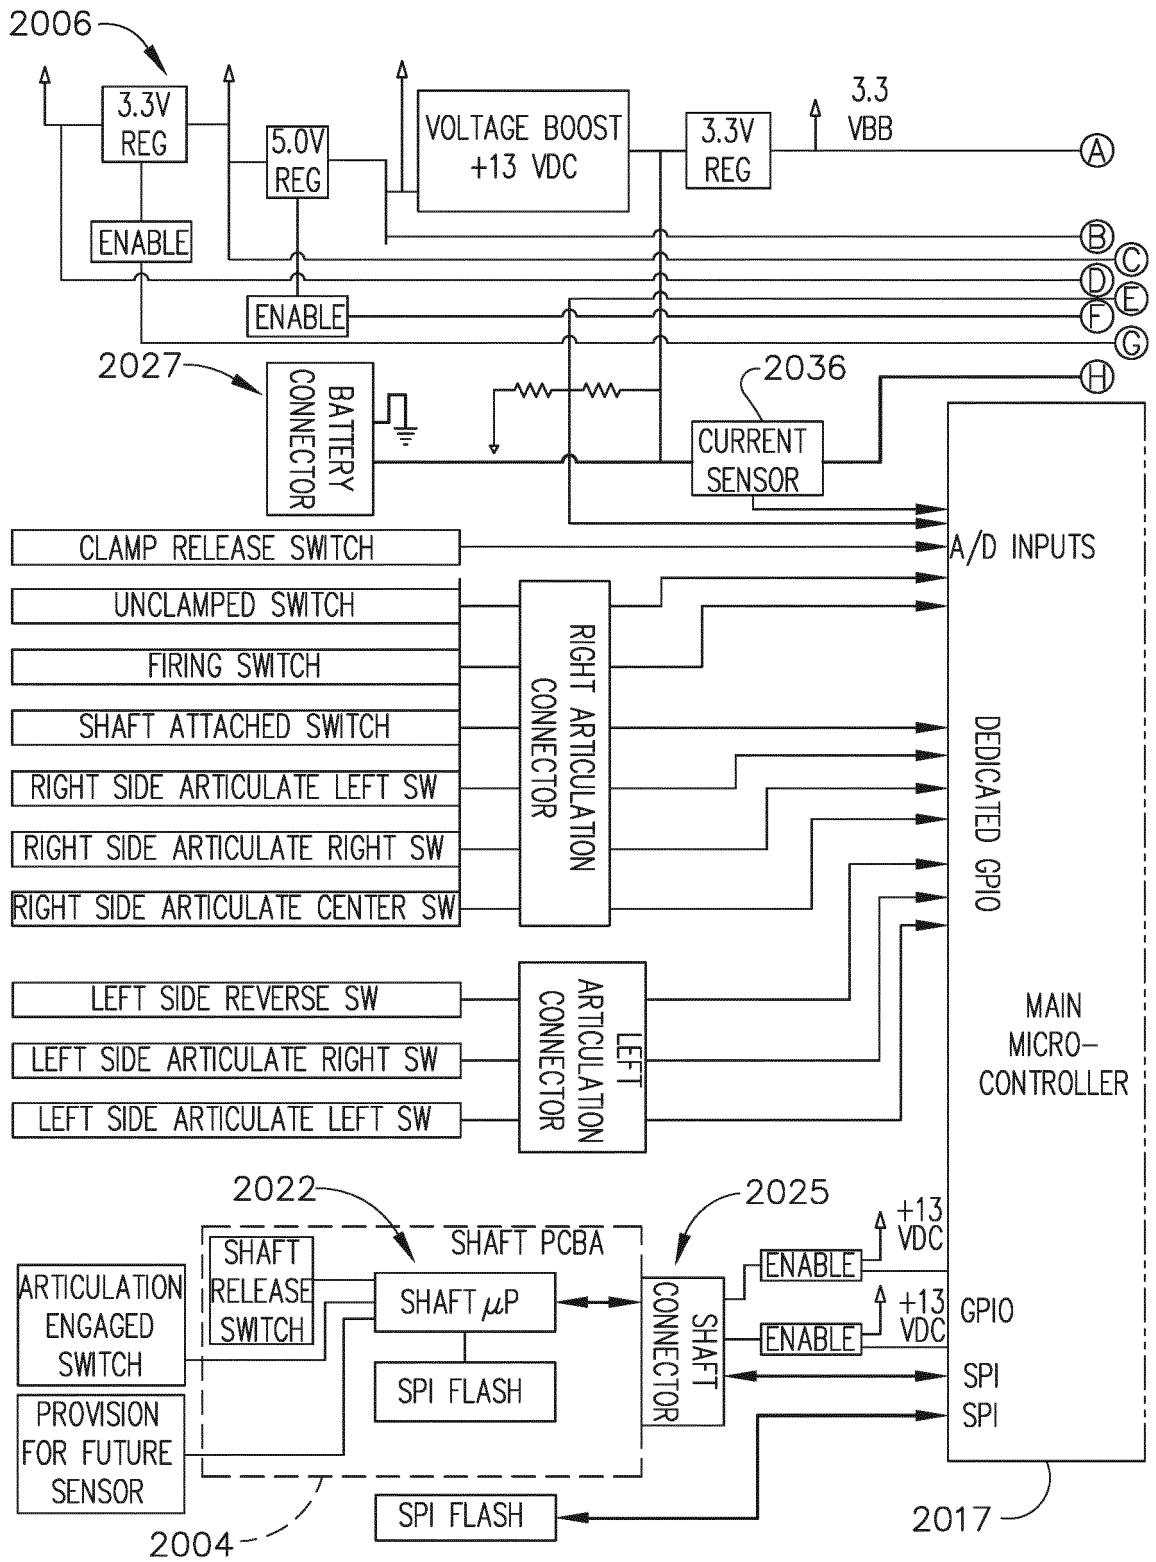 2006
3.3V
REG
5.0V
REG
VOLTAGE BOOST
+13 VDC
3.3V
REG
3.3
VBB
A
ENABLE
B
C
D
E
ENABLE
F
G
2027
BATTERY
CONNECTOR
2036
H
CURRENT
SENSOR
CLAMP RELEASE SWITCH
A/D INPUTS
UNCLAMPED SWITCH
FIRING SWITCH
SHAFT ATTACHED SWITCH
RIGHT SIDE ARTICULATE LEFT SW
RIGHT SIDE ARTICULATE RIGHT SW
RIGHT SIDE ARTICULATE CENTER SW
RIGHT ARTICULATION
CONNECTOR
DEDICATED GPIO
LEFT SIDE REVERSE SW
LEFT SIDE ARTICULATE RIGHT SW
LEFT SIDE ARTICULATE LEFT SW
LEFT
ARTICULATION
CONNECTOR
MAIN
MICRO-
CONTROLLER
2022
2025
SHAFT PCBA
SHAFT
RELEASE
SWITCH
ARTICULATION
ENGAGED
SWITCH
SHAFT μP
SPI FLASH
SHAFT
CONNECTOR
ENABLE
+13
VDC
ENABLE
+13
VDC
GPIO
SPI
SPI
PROVISION
FOR FUTURE
SENSOR
SPI FLASH
2004
2017